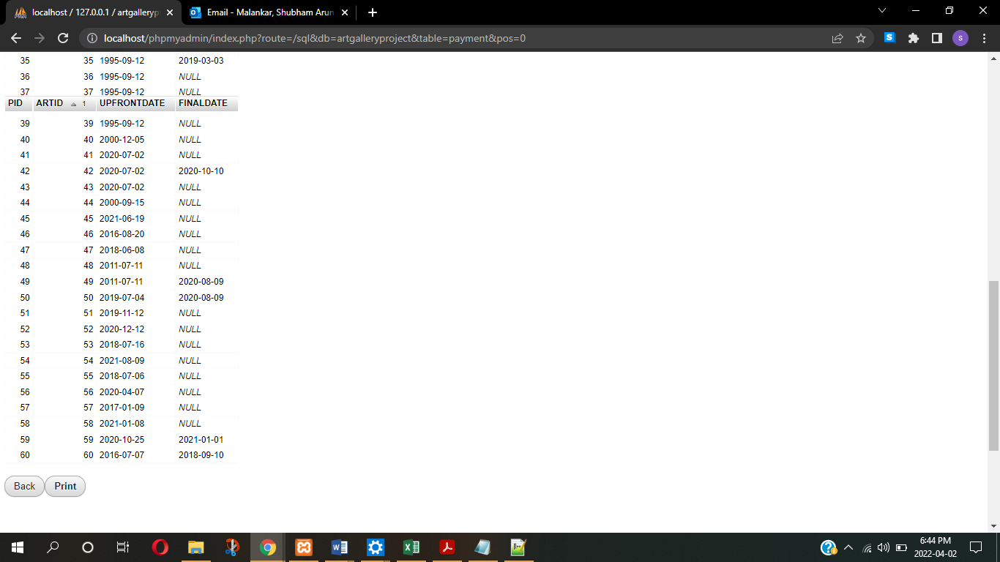 localhost / 127.0.0.1 / artgalleryp
Email - Malankar, Shubham Arun
localhost/phpmyadmin/index.php?route=/sql&db=artgalleryproject&table=payment&pos=0
S
s
35 35 1995-09-12 2019-03-03
36 36 1995-09-12 NULL
37 37 1995-09-12 NULL
PID ARTID 1 UPFRONTDATE FINALDATE
39 39 1995-09-12 NULL
40 40 2000-12-05 NULL
41 41 2020-07-02 NULL
42 42 2020-07-02 2020-10-10
43 43 2020-07-02 NULL
44 44 2000-09-15 NULL
45 45 2021-06-19 NULL
46 46 2016-08-20 NULL
47 47 2018-06-08 NULL
48 48 2011-07-11 NULL
49 49 2011-07-11 2020-08-09
50 50 2019-07-04 2020-08-09
51 51 2019-11-12 NULL
52 52 2020-12-12 NULL
53 53 2018-07-16 NULL
54 54 2021-08-09 NULL
55 55 2018-07-06 NULL
56 56 2020-04-07 NULL
57 57 2017-01-09 NULL
58 58 2021-01-08 NULL
59 59 2020-10-25 2021-01-01
60 60 2016-07-07 2018-09-10
Back Print
6:44 PM
2022-04-02